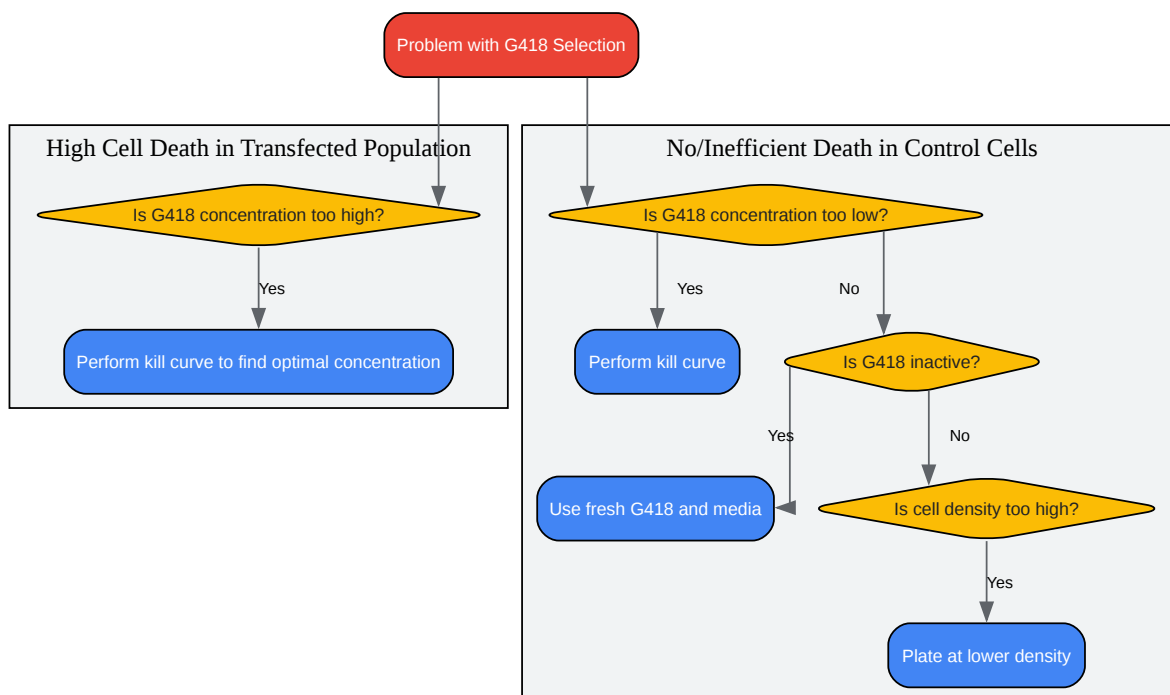 Problem with G418 Selection
High Cell Death in Transfected Population
Is G418 concentration too high?
Yes
Perform kill curve to find optimal concentration
No/Inefficient Death in Control Cells
Is G418 concentration too low?
Yes
No
Perform kill curve
Is G418 inactive?
Yes
No
Use fresh G418 and media
Is cell density too high?
Yes
Plate at lower density